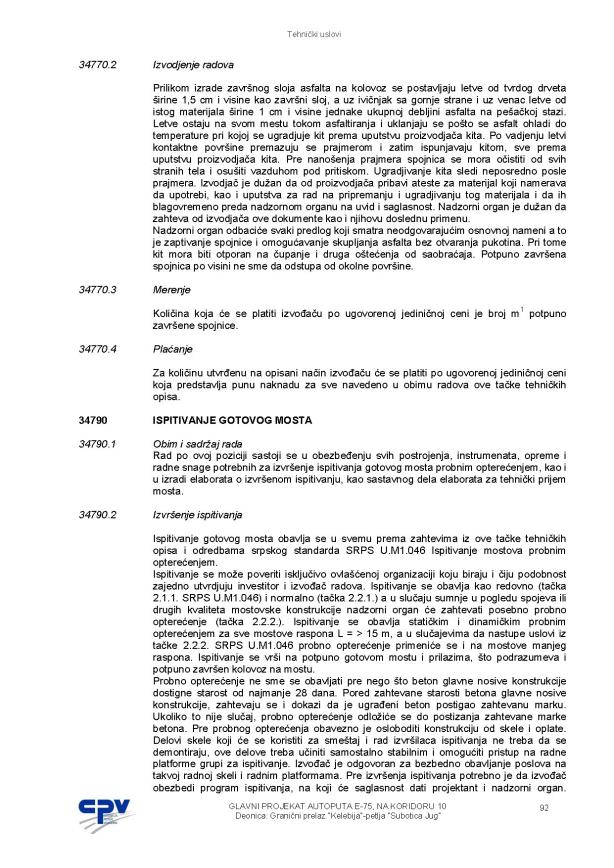 Tehnički uslovi
34770.2 Izvodjenje radova
Prilikom izrade završnog sloja asfalta na kolovoz se postavljaju letve od tvrdog drveta
širine 1,5 cm i visine kao završni sloj, a uz ivičnjak sa gornje strane i uz venac letve od
istog materijala širine 1 cm i visine jednake ukupnoj debljini asfalta na pešačkoj stazi.
Letve ostaju na svom mestu tokom asfaltiranja i uklanjaju se pošto se asfalt ohladi do
temperature pri kojoj se ugradjuje kit prema uputstvu proizvodjača kita. Po vadjenju letvi
kontaktne površine premazuju se prajmerom i zatim ispunjavaju kitom, sve prema
uputstvu proizvodjača kita. Pre nanošenja prajmera spojnica se mora očistiti od svih
stranih tela i osušiti vazduhom pod pritiskom. Ugradjivanje kita sledi neposredno posle
prajmera. Izvodjač je dužan da od proizvodjača pribavi ateste za materijal koji namerava
da upotrebi, kao i uputstva za rad na pripremanju i ugradjivanju tog materijala i da ih
blagovremeno preda nadzornom organu na uvid i saglasnost. Nadzorni organ je dužan da
zahteva od izvodjača ove dokumente kao i njihovu doslednu primenu.
Nadzorni organ odbaciće svaki predlog koji smatra neodgovarajućim osnovnoj nameni a to
je zaptivanje spojnice i omogućavanje skupljanja asfalta bez otvaranja pukotina. Pri tome
kit mora biti otporan na čupanje i druga oštećenja od saobraćaja. Potpuno završena
spojnica po visini ne sme da odstupa od okolne površine.
34770.3 Merenje
Količina koja će se platiti izvođaču po ugovorenoj jediničnoj ceni je broj m¹ potpuno
završene spojnice.
34770.4 Plaćanje
Za količinu utvrđenu na opisani način izvođaču će se platiti po ugovorenoj jediničnoj ceni
koja predstavlja punu naknadu za sve navedeno u obimu radova ove tačke tehničkih
opisa.
34790 ISPITIVANJE GOTOVOG MOSTA
34790.1 Obim i sadržaj rada
Rad po ovoj poziciji sastoji se u obezbeđenju svih postrojenja, instrumenata, opreme i
radne snage potrebnih za izvršenje ispitivanja gotovog mosta probnim opterećenjem, kao i
u izradi elaborata o izvršenom ispitivanju, kao sastavnog dela elaborata za tehnički prijem
mosta.
34790.2 Izvršenje ispitivanja
Ispitivanje gotovog mosta obavlja se u svemu prema zahtevima iz ove tačke tehničkih
opisa i odredbama srpskog standarda SRPS U.M1.046 Ispitivanje mostova probnim
opterećenjem.
Ispitivanje se može poveriti isključivo ovlašćenoj organizaciji koju biraju i čiju podobnost
zajedno utvrdjuju investitor i izvođač radova. Ispitivanje se obavlja kao redovno (tačka
2.1.1. SRPS U.M1.046) i normalno (tačka 2.2.1.) a u slučaju sumnje u pogledu spojeva ili
drugih kvaliteta mostovske konstrukcije nadzorni organ će zahtevati posebno probno
opterećenje (tačka 2.2.2.). Ispitivanje se obavlja statičkim i dinamičkim probnim
opterećenjem za sve mostove raspona L = > 15 m, a u slučajevima da nastupe uslovi iz
tačke 2.2.2. SRPS U.M1.046 probno opterećenje primeniće se i na mostove manjeg
raspona. Ispitivanje se vrši na potpuno gotovom mostu i prilazima, što podrazumeva i
potpuno završen kolovoz na mostu.
Probno opterećenje ne sme se obavljati pre nego što beton glavne nosive konstrukcije
dostigne starost od najmanje 28 dana. Pored zahtevane starosti betona glavne nosive
konstrukcije, zahtevaju se i dokazi da je ugrađeni beton postigao zahtevanu marku.
Ukoliko to nije slučaj, probno opterećenje odložiće se do postizanja zahtevane marke
betona. Pre probnog opterećenja obavezno je osloboditi konstrukciju od skele i oplate.
Delovi skele koji će se koristiti za smeštaj i rad izvršilaca ispitivanja ne treba da se
demontiraju, ove delove treba učiniti samostalno stabilnim i omogućiti pristup na radne
platforme grupi za ispitivanje. Izvođač je odgovoran za bezbedno obavljanje poslova na
takvoj radnoj skeli i radnim platformama. Pre izvršenja ispitivanja potrebno je da izvođač
obezbedi program ispitivanja, na koji će se saglasnost dati projektant i nadzorni organ.
CPV
GLAVNI PROJEKAT AUTOPUTA E-75, NA KORIDORU 10
Deonica: Granični prelaz "Kelebija"-petlja "Subotica Jug"
92